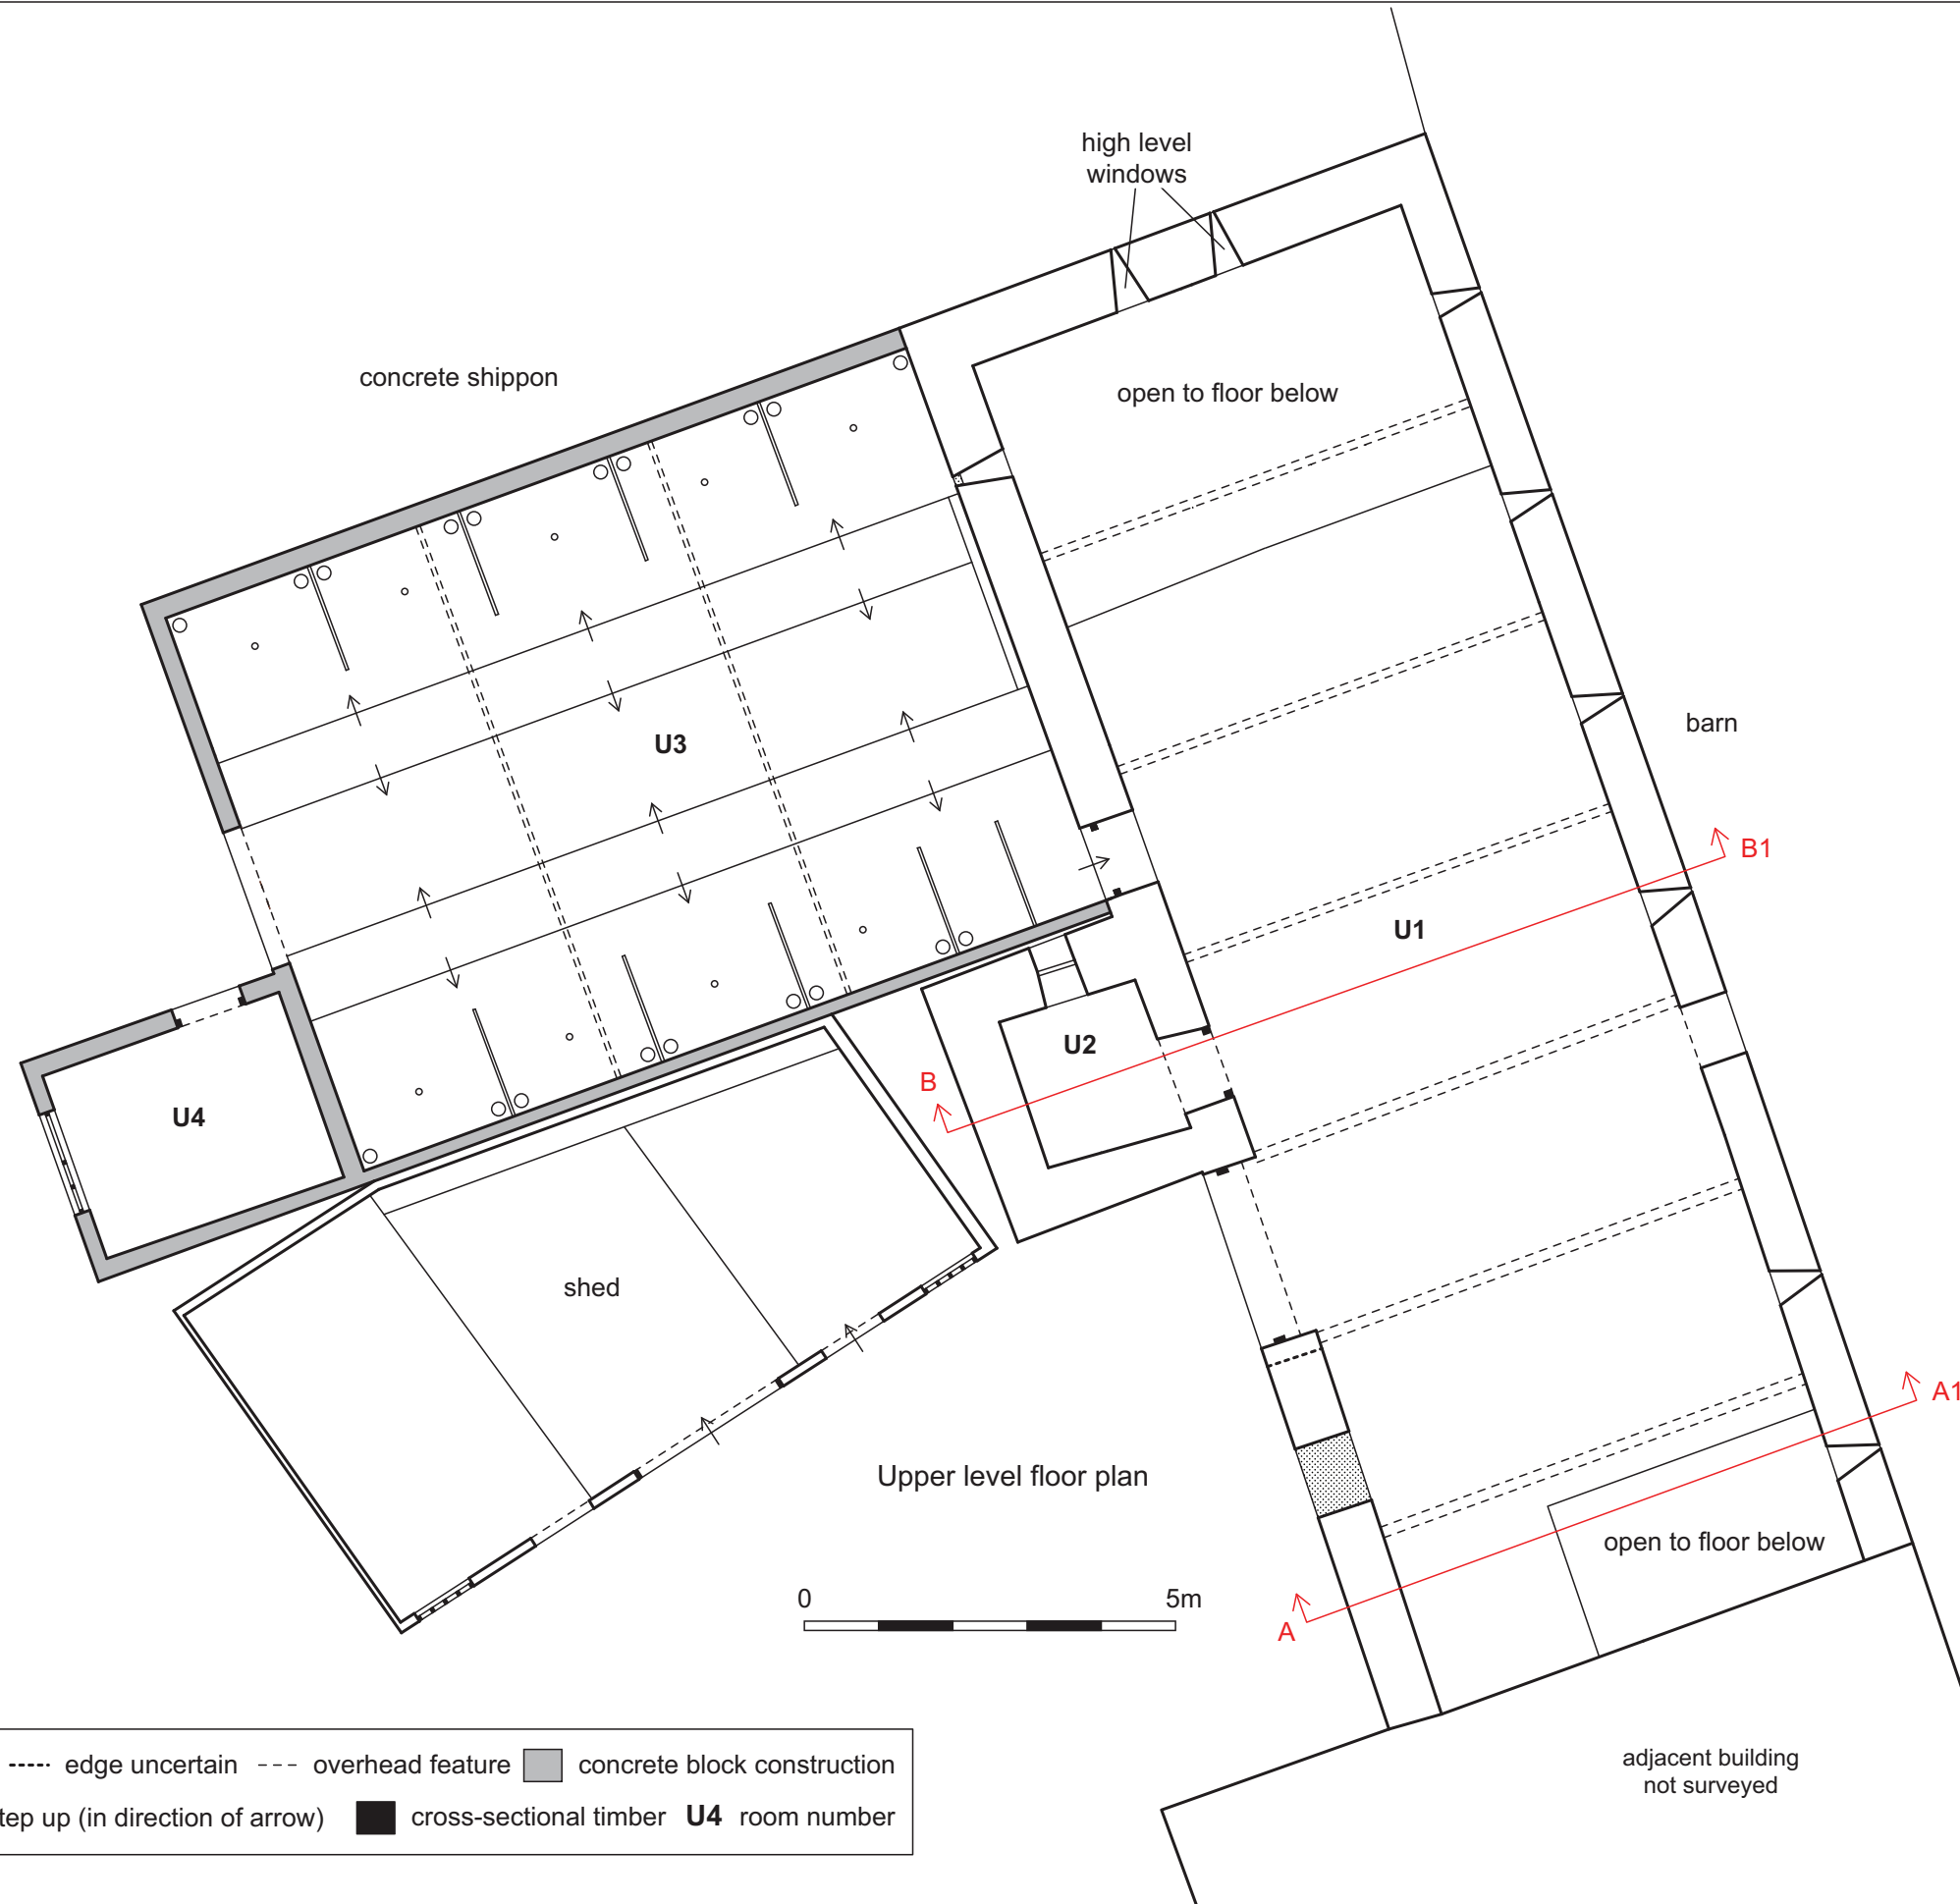 high level
windows
concrete shippon
open to floor below
U3
barn
B1
U1
U2
B
U4
shed
A1
Upper level floor plan
open to floor below
0 5m
A
edge uncertain overhead feature concrete block construction
tep up (in direction of arrow) cross-sectional timber U4 room number
adjacent building
not surveyed